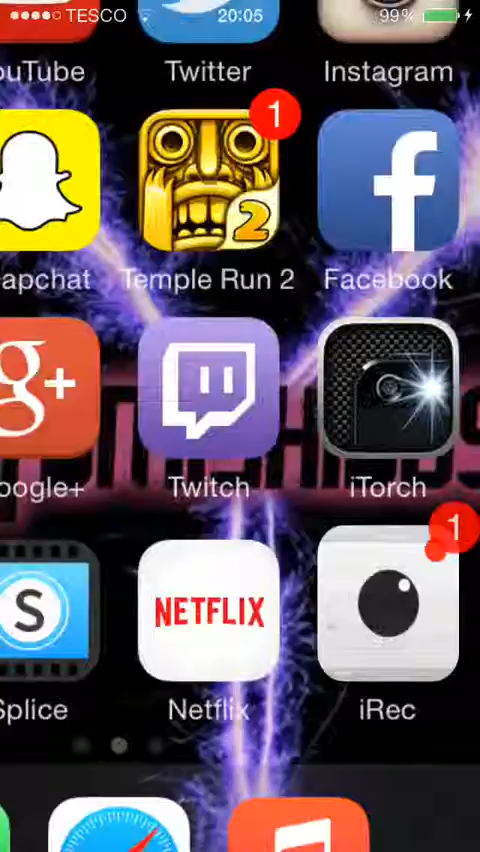 TESCO 20:05 99%
ouTube Twitter Instagram
1
2
f
apchat Temple Run 2 Facebook
g+
oogle+ Twitch iTorch
1
S
NETFLIX
Splice Netflix iRec